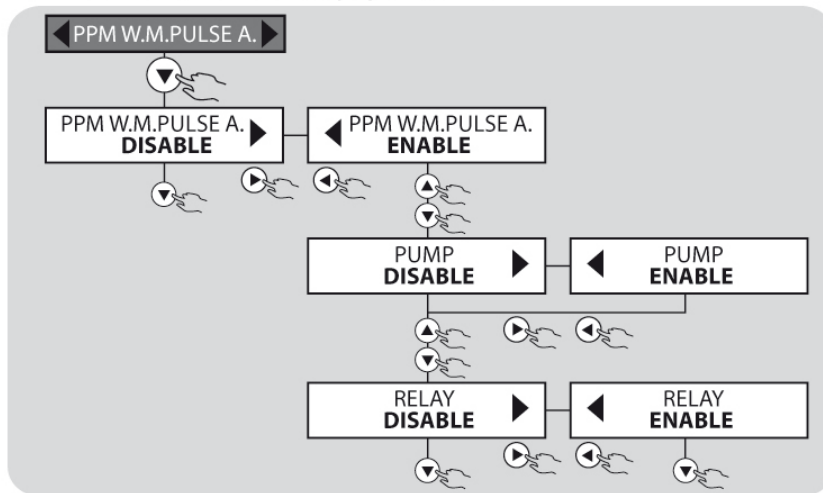 PPM W.M.PULSE A.
PPM W.M.PULSE A.
DISABLE
PPM W.M.PULSE A.
ENABLE
PUMP
DISABLE
PUMP
ENABLE
RELAY
DISABLE
RELAY
ENABLE